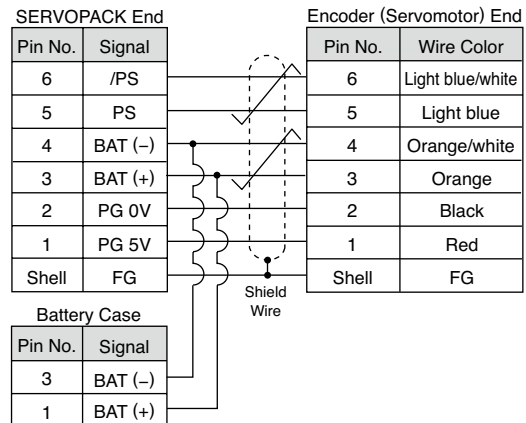 SERVOPACK End
Encoder (Servomotor) End
Pin No. Signal
Pin No. Wire Color
6 /PS
6 Light blue/white
5 PS
5 Light blue
4 BAT (−)
4 Orange/white
3 BAT (+)
3 Orange
2 PG 0V
2 Black
1 PG 5V
1 Red
Shell FG
Shell FG
Shield
Wire
Battery Case
Pin No. Signal
3 BAT (−)
1 BAT (+)